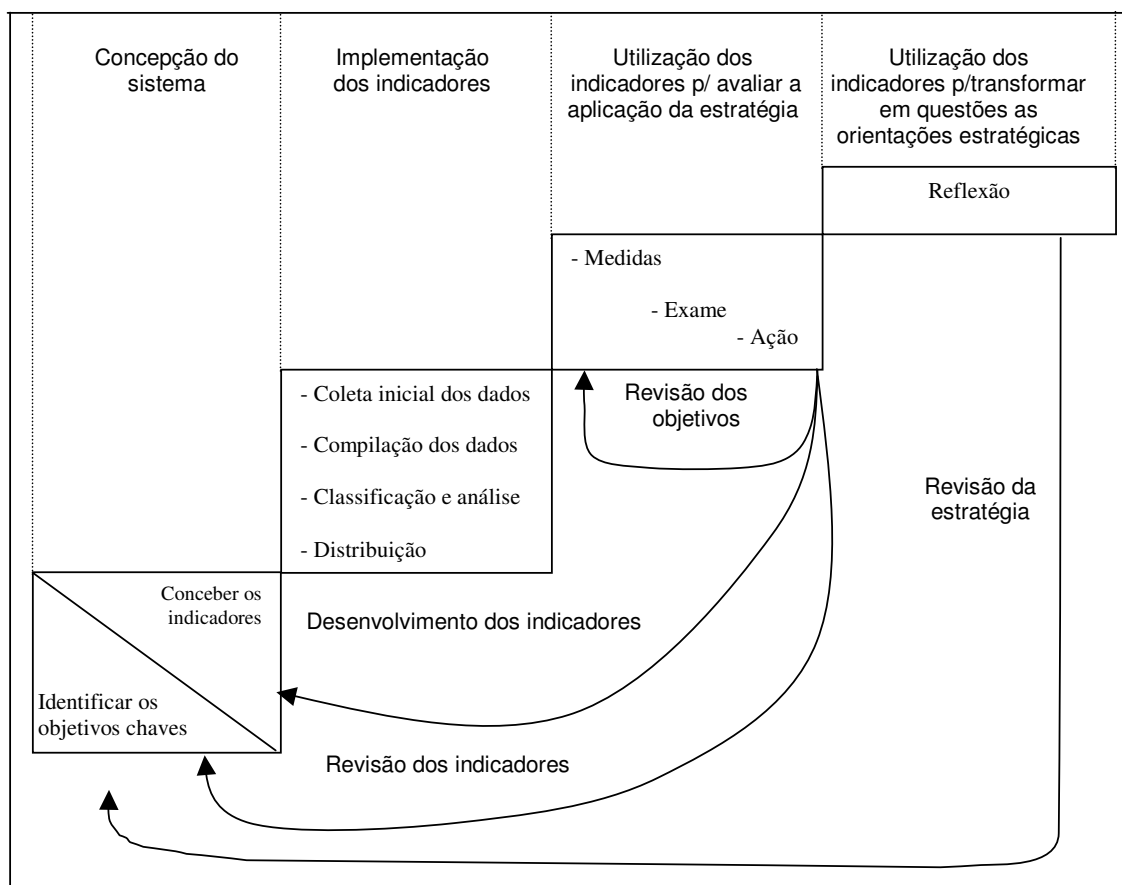 Concepção do
sistema
Implementação
dos indicadores
Utilização dos
indicadores p/ avaliar a
aplicação da estratégia
Utilização dos
indicadores p/transformar
em questões as
orientações estratégicas
Reflexão
- Medidas
- Exame
- Ação
- Coleta inicial dos dados
- Compilação dos dados
- Classificação e análise
- Distribuição
Revisão dos
objetivos
Revisão da
estratégia
Conceber os
indicadores
Identificar os
objetivos chaves
Desenvolvimento dos indicadores
Revisão dos indicadores